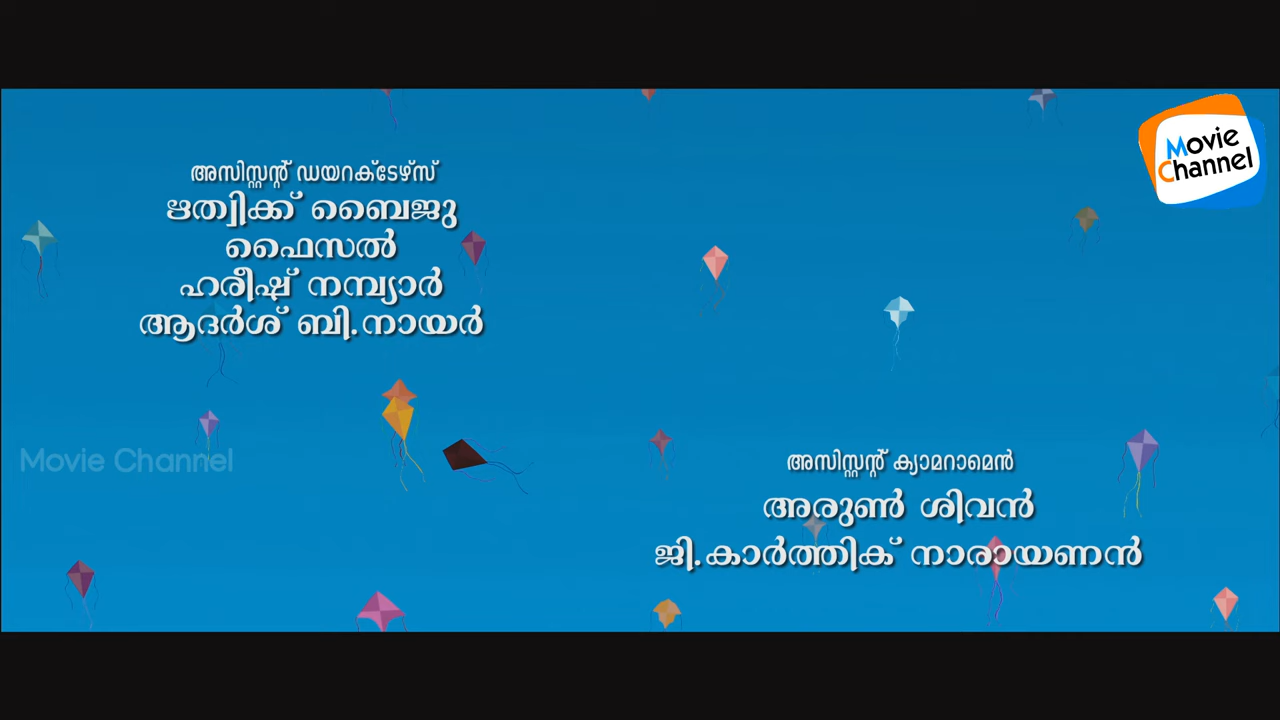 Movie
Channel
അസിസ്റ്റന്റ് ഡയറക്ടേഴ്സ്
ഋത്വിക്ക് ബൈജു
ഫൈസൽ
ഹരീഷ് നമ്പ്യാർ
ആദർശ് ബി.നായർ
Movie Channel
അസിസ്റ്റന്റ് ക്യാമറാമെൻ
അരുൺ ശിവൻ
ജി.കാർത്തിക് നാരായണൻ